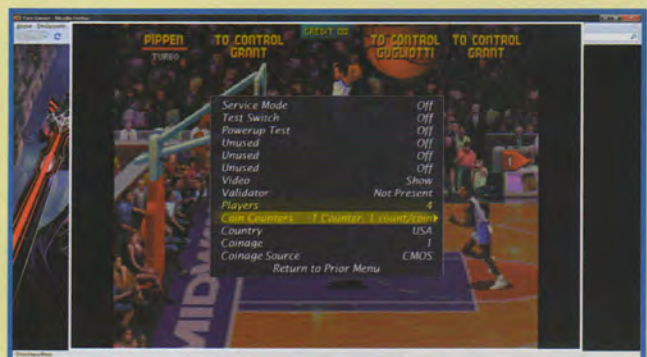 PIPPEN
TURBO
TO CONTROL
GRANT
CREDIT 00
TO CONTROL
GUGLIOTTI
TO CONTROL
GRANT
Service Mode Off
Test Switch Off
Powerup Test Off
Unused Off
Unused Off
Unused Off
Video Show
Validator Not Present
Players 4
Coin Counters 1 Counter, 1 count/coin
Country USA
Coinage 1
Coinage Source CMOS
Return to Prior Menu
1
MIDW